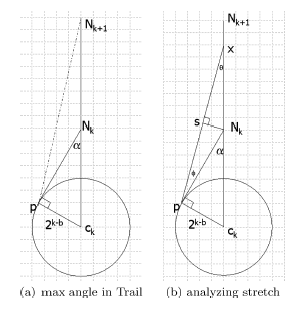 N_{k+1}
N_k
α
p
2^{k-b}
c_k
(a) max angle in Trail
N_{k+1}
x
θ
s
N_k
α
ϕ
p
2^{k-b}
c_k
(b) analyzing stretch